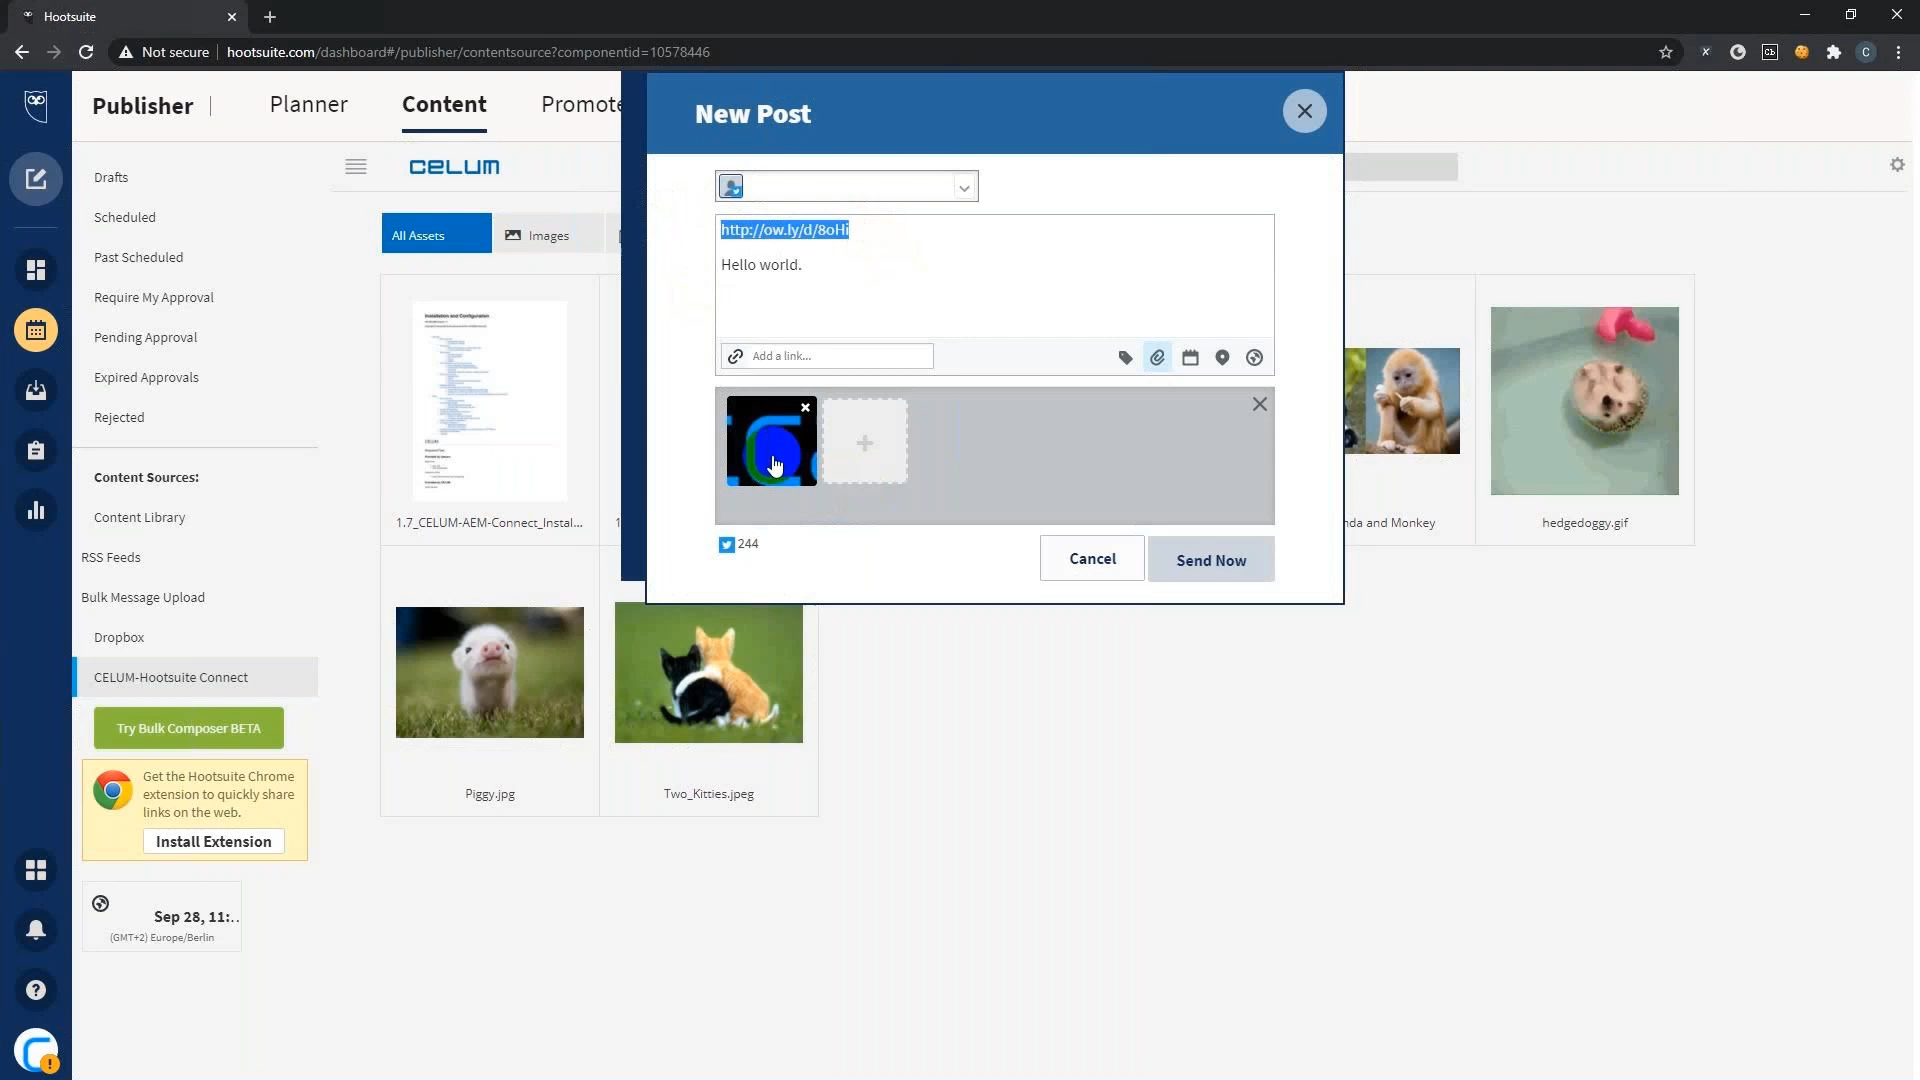 Hootsuite
Not secure
hootsuite.com/dashboard#/publisher/contentsource?componentid=10578446
Publisher
Planner
Content
Promote
Drafts
Scheduled
Past Scheduled
Require My Approval
Pending Approval
Expired Approvals
Rejected
Content Sources:
Content Library
RSS Feeds
Bulk Message Upload
Dropbox
CELUM-Hootsuite Connect
Try Bulk Composer BETA
Get the Hootsuite Chrome
extension to quickly share
links on the web.
Install Extension
Sep 28, 11:..
(GMT+2) Europe/Berlin
CELUM
All Assets
Images
Installation and Configuration
1.7_CELUM-AEM-Connect_Instal...
1
Piggy.jpg
Two_Kitties.jpeg
New Post
http://ow.ly/d/8oHi
Hello world.
Add a link...
244
Cancel
Send Now
nda and Monkey
hedgedoggy.gif